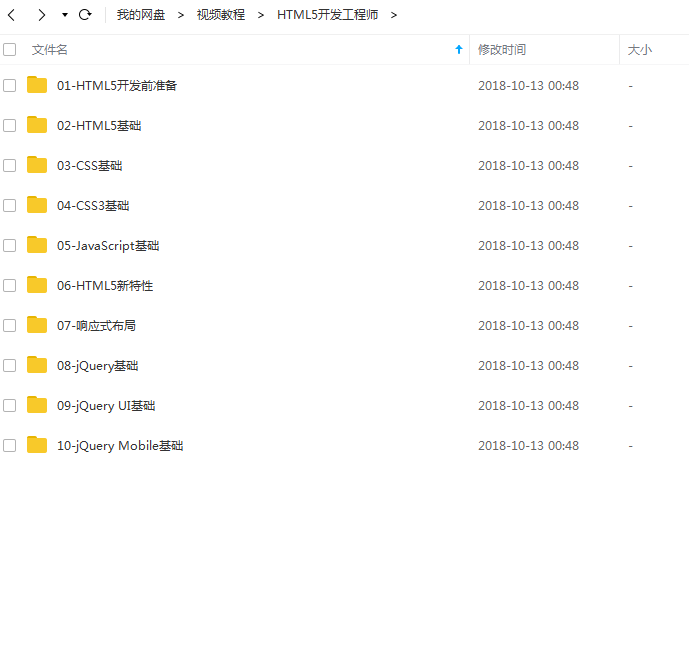 我的网盘 > 视频教程 > HTML5开发工程师 >
文件名 修改时间 大小
01-HTML5开发前准备 2018-10-13 00:48 -
02-HTML5基础 2018-10-13 00:48 -
03-CSS基础 2018-10-13 00:48 -
04-CSS3基础 2018-10-13 00:48 -
05-JavaScript基础 2018-10-13 00:48 -
06-HTML5新特性 2018-10-13 00:48 -
07-响应式布局 2018-10-13 00:48 -
08-jQuery基础 2018-10-13 00:48 -
09-jQuery UI基础 2018-10-13 00:48 -
10-jQuery Mobile基础 2018-10-13 00:48 -